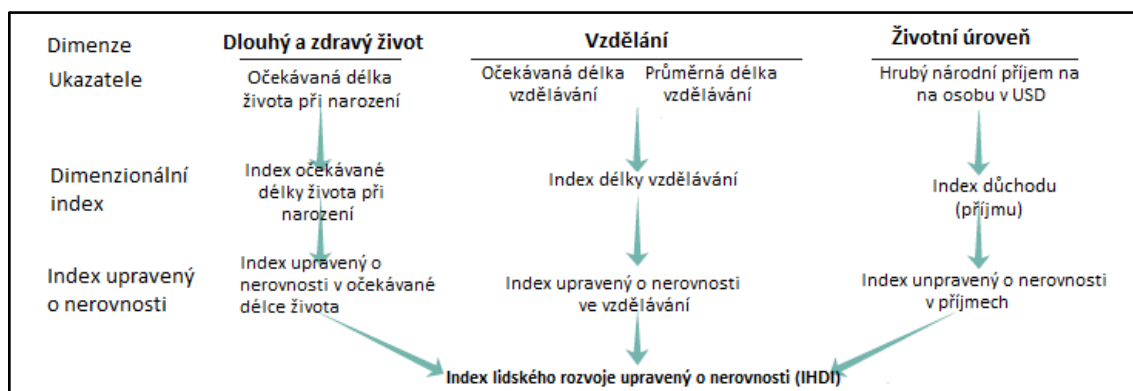 Dimenze
Dlouhý a zdravý život
Vzdělání
Životní úroveň
Ukazatele
Očekávaná délka
života při narození
Očekávaná délka
vzdělávání
Průměrná délka
vzdělávání
Hrubý národní příjem na
na osobu v USD
Dimenzionální
index
Index očekávané
délky života při
narození
Index délky vzdělávání
Index důchodu
(příjmu)
Index upravený
o nerovnosti
Index upravený o
nerovnosti v očekávané
délce života
Index upravený o nerovnosti
ve vzdělávání
Index unpravený o nerovnosti
v příjmech
Index lidského rozvoje upravený o nerovnosti (IHDI)